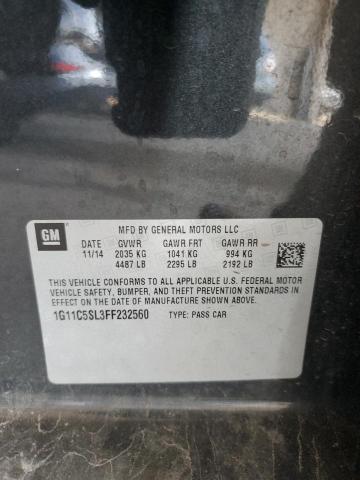 GM
MFD BY GENERAL MOTORS LLC
DATE GVWR GAWR FRT GAWR RR
11/14 2035 KG 1041 KG 994 KG
4487 LB 2295 LB 2192 LB
THIS VEHICLE CONFORMS TO ALL APPLICABLE U.S. FEDERAL MOTOR
VEHICLE SAFETY, BUMPER, AND THEFT PREVENTION STANDARDS IN
EFFECT ON THE DATE OF MANUFACTURE SHOWN ABOVE.
1G11C5SL3FF232560 TYPE: PASS CAR